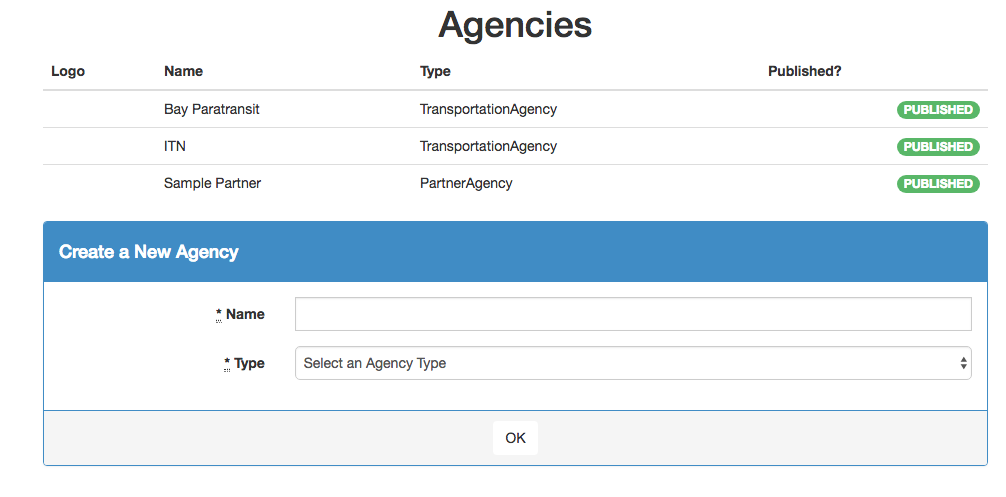 Agencies
Logo Name Type Published?
Bay Paratransit TransportationAgency PUBLISHED
ITN TransportationAgency PUBLISHED
Sample Partner PartnerAgency PUBLISHED
Create a New Agency
* Name
* Type Select an Agency Type
OK